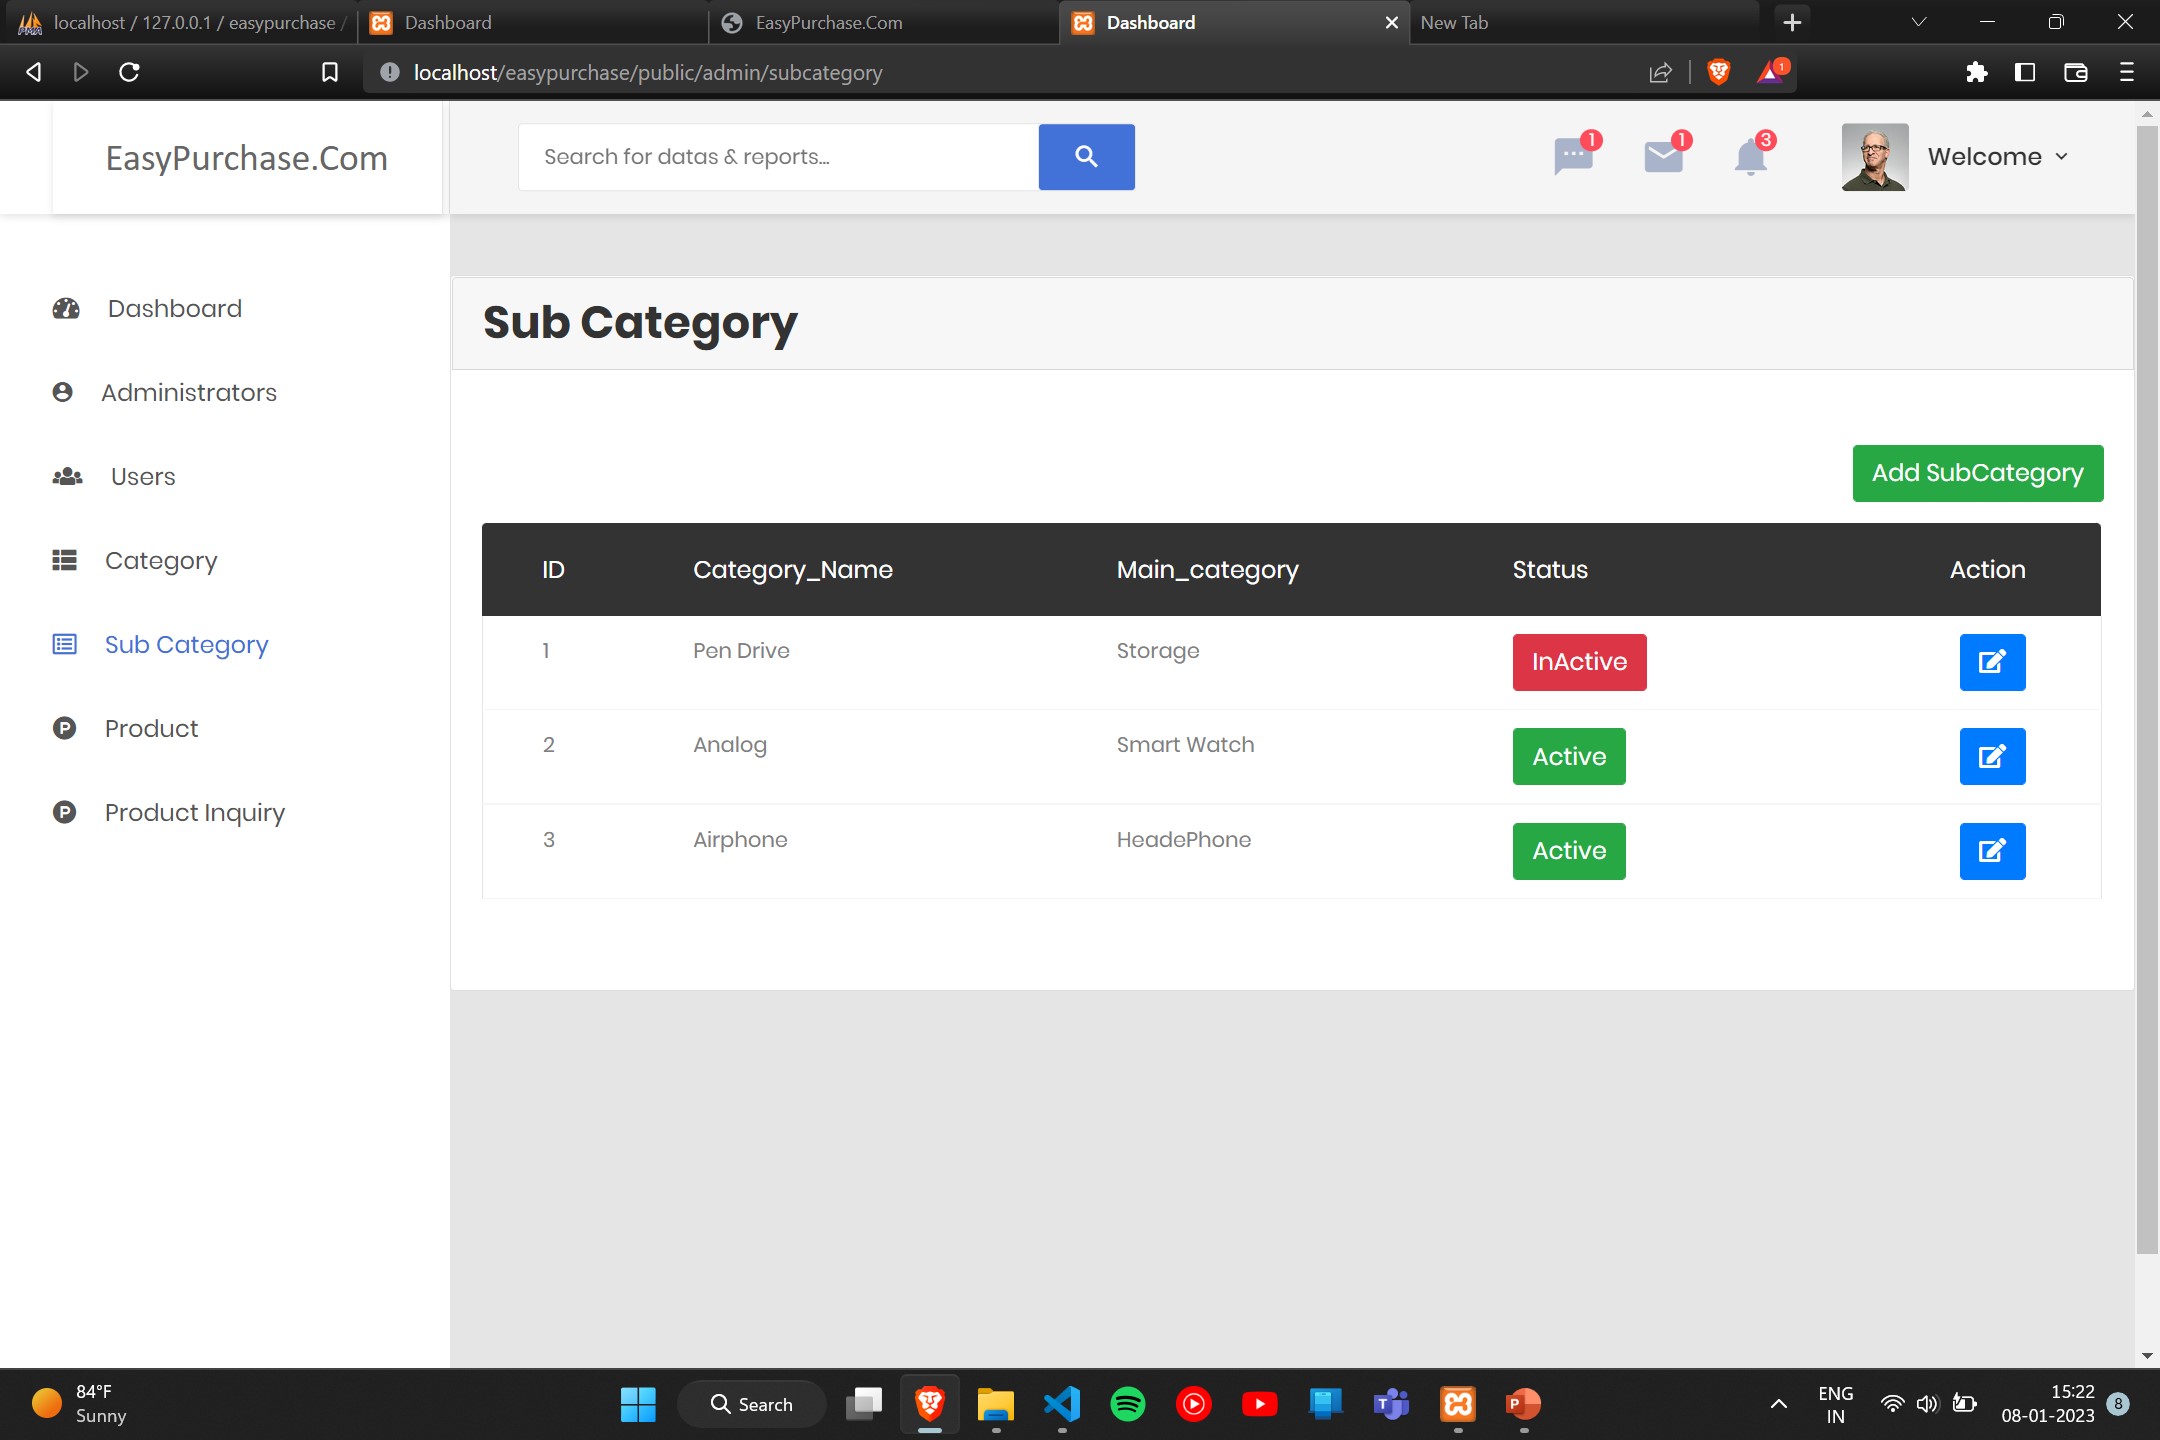 localhost / 127.0.0.1 / easypurchase /
Dashboard
EasyPurchase.Com
Dashboard
New Tab
localhost/easypurchase/public/admin/subcategory
1
EasyPurchase.Com
Search for datas & reports...
1
1
3
Welcome
Dashboard
Administrators
Users
Category
Sub Category
Product
Product Inquiry
Sub Category
Add SubCategory
ID Category_Name Main_category Status Action
1 Pen Drive Storage InActive
2 Analog Smart Watch Active
3 Airphone HeadePhone Active
84°F
Sunny
Search
ENG
IN
15:22
08-01-2023
8